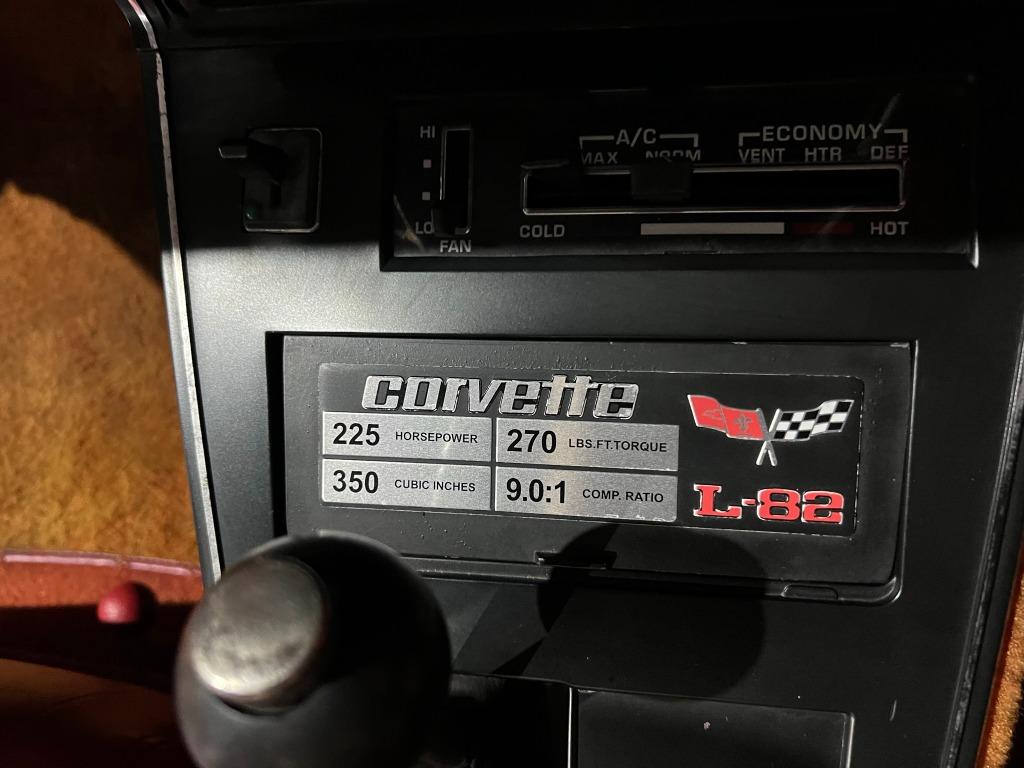 HI
A/C
ECONOMY
MAX NORM VENT HTR DEF
LO
FAN
COLD HOT
corvette
225 HORSEPOWER 270 LBS.FT.TORQUE
350 CUBIC INCHES 9.0:1 COMP. RATIO
L-82